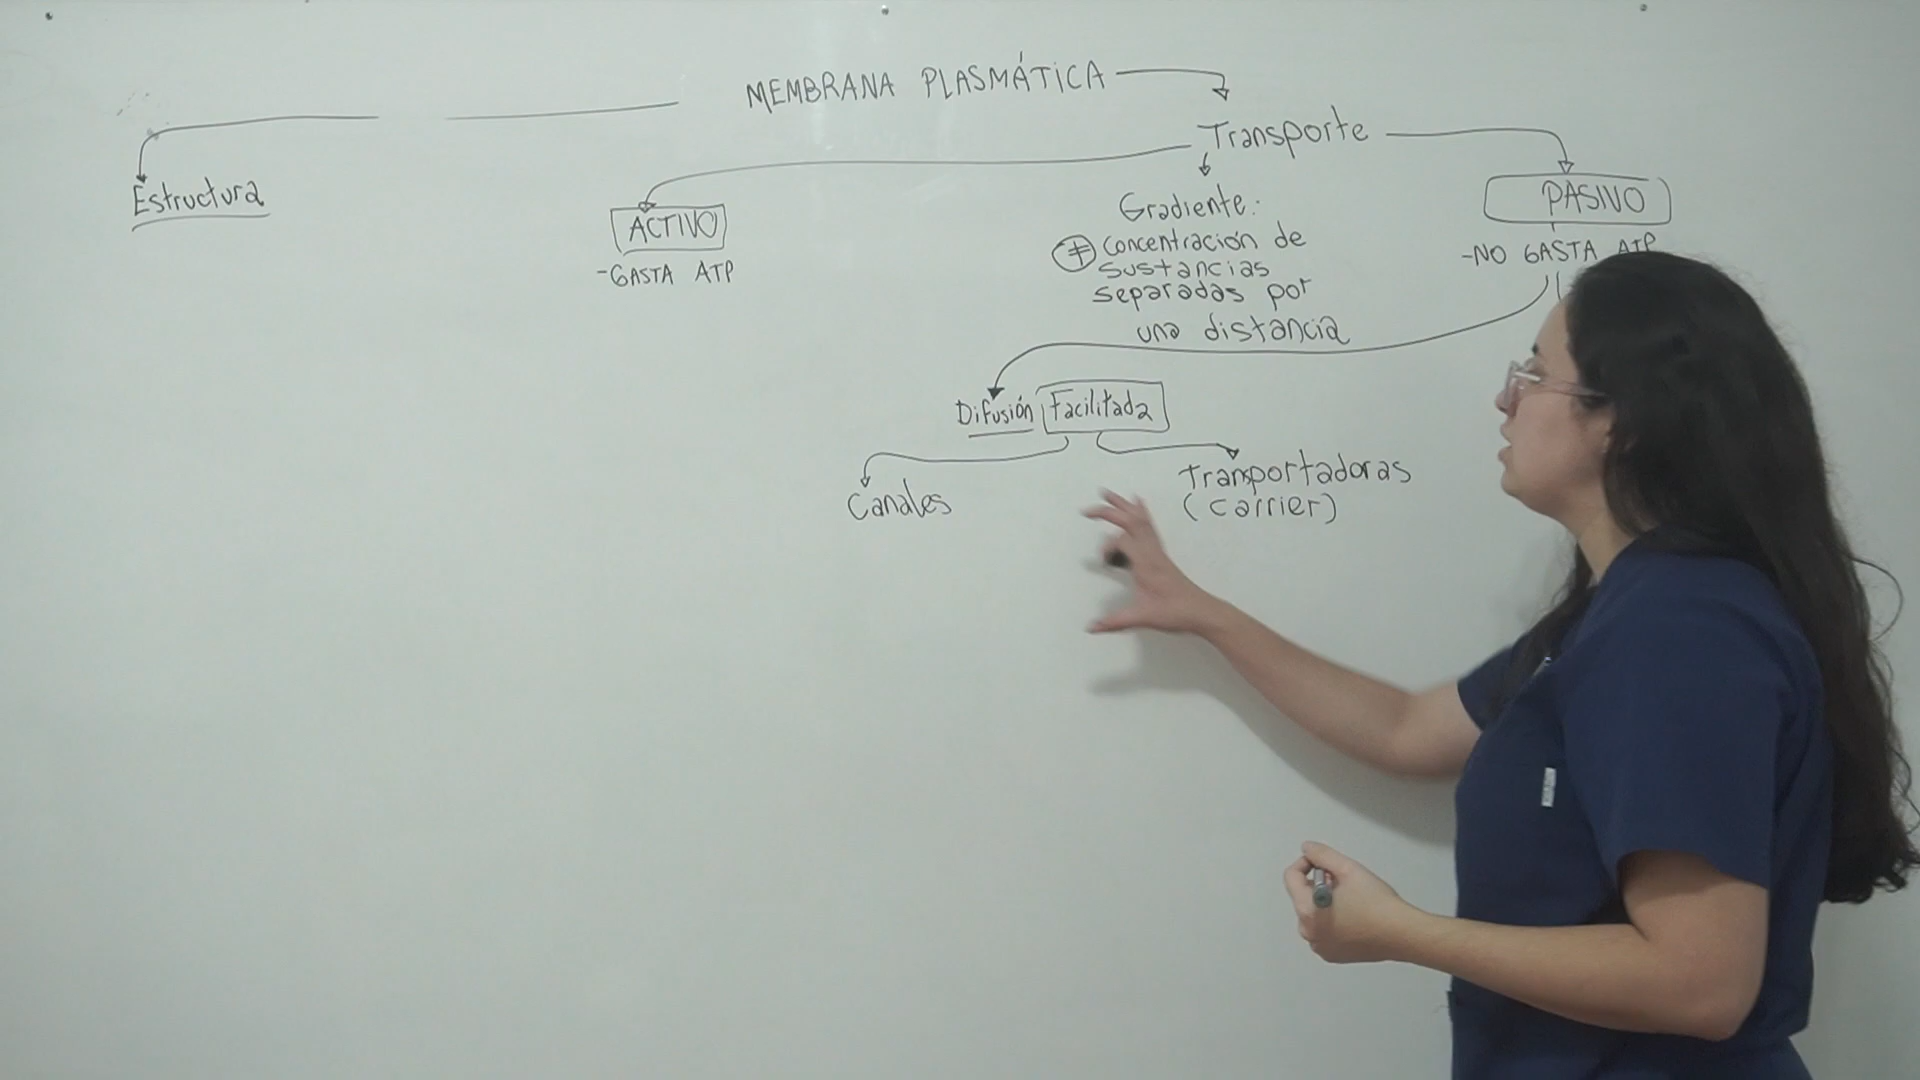 MEMBRANA PLASMÁTICA
Transporte
Estructura
ACTIVO
-GASTA ATP
Gradiente:
≠ concentración de
sustancias
separadas por
una distancia
PASIVO
-NO GASTA ATP
Difusión Facilitada
Canales
Transportadoras
(carrier)